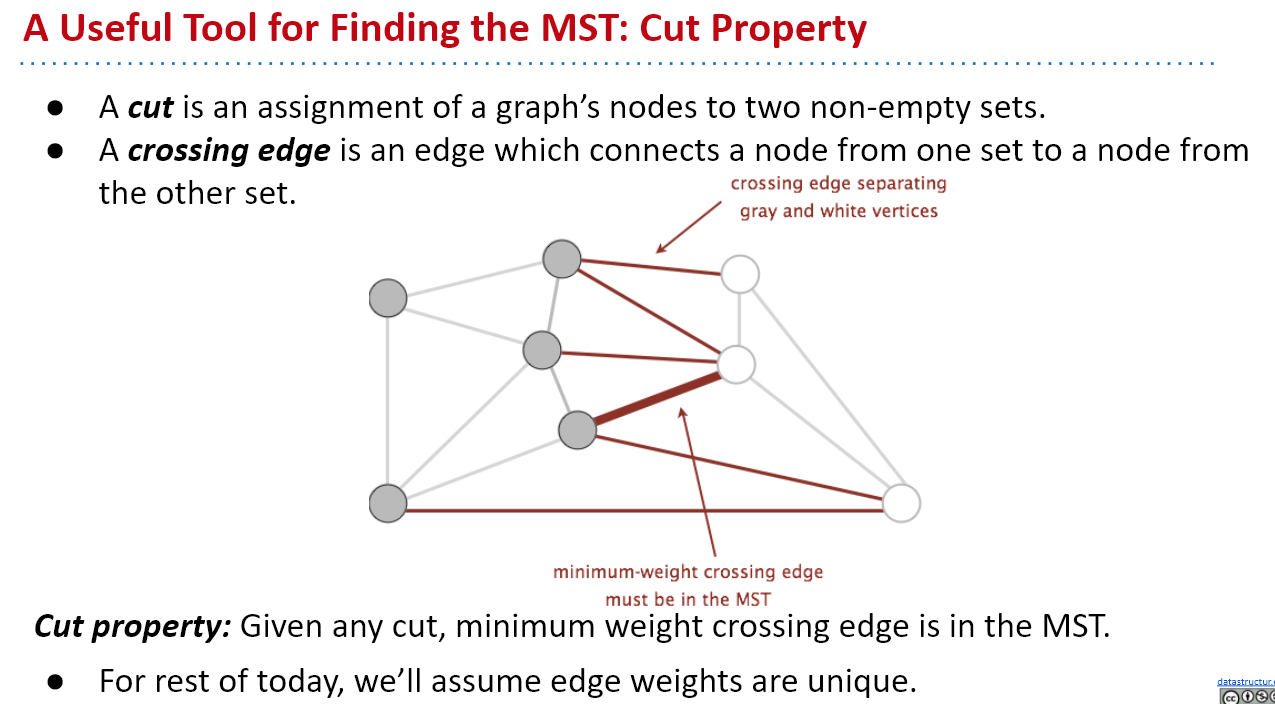 A Useful Tool for Finding the MST: Cut Property
● A cut is an assignment of a graph’s nodes to two non-empty sets.
● A crossing edge is an edge which connects a node from one set to a node from
the other set.
crossing edge separating
gray and white vertices
minimum-weight crossing edge
must be in the MST
Cut property: Given any cut, minimum weight crossing edge is in the MST.
● For rest of today, we’ll assume edge weights are unique.
datastructur.
cc